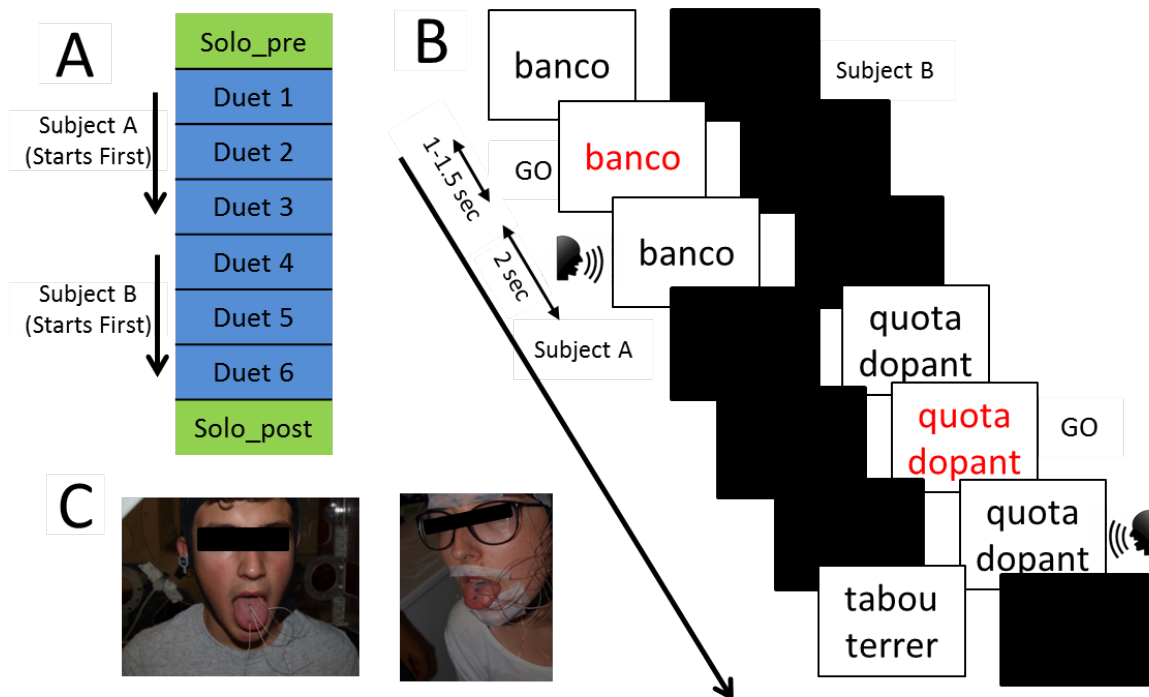 A
Solo_pre
Duet 1
Duet 2
Duet 3
Duet 4
Duet 5
Duet 6
Solo_post
Subject A
(Starts First)
Subject B
(Starts First)
B
banco
Subject B
1-1.5 sec
GO
banco
2 sec
banco
Subject A
quota
dopant
quota
dopant
GO
quota
dopant
tabou
terrer
C